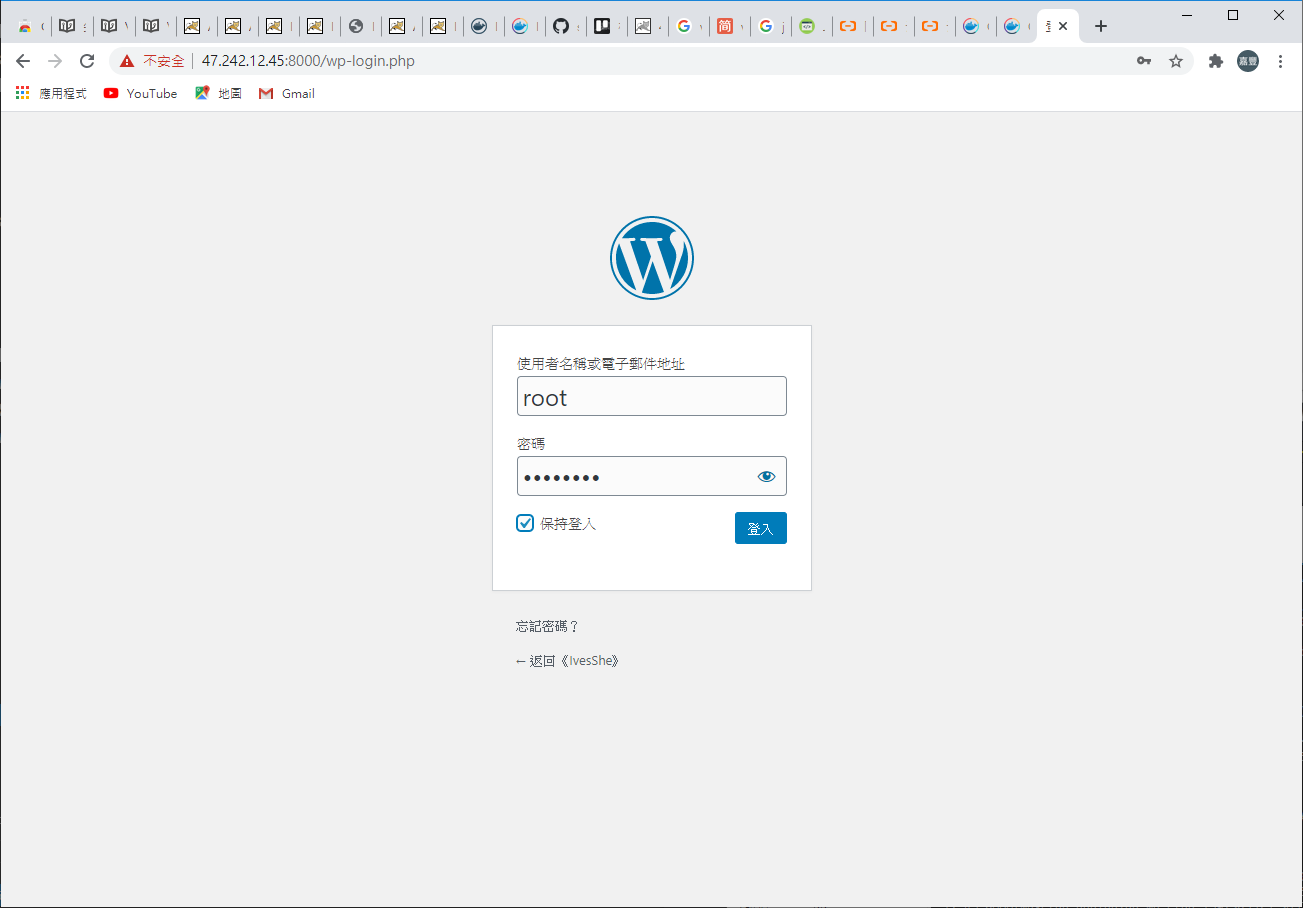 不安全 47.242.12.45:8000/wp-login.php
嘉豐
應用程式 YouTube 地圖 Gmail
使用者名稱或電子郵件地址
root
密碼
••••••••
保持登入
登入
忘記密碼？
← 返回《IvesShe》